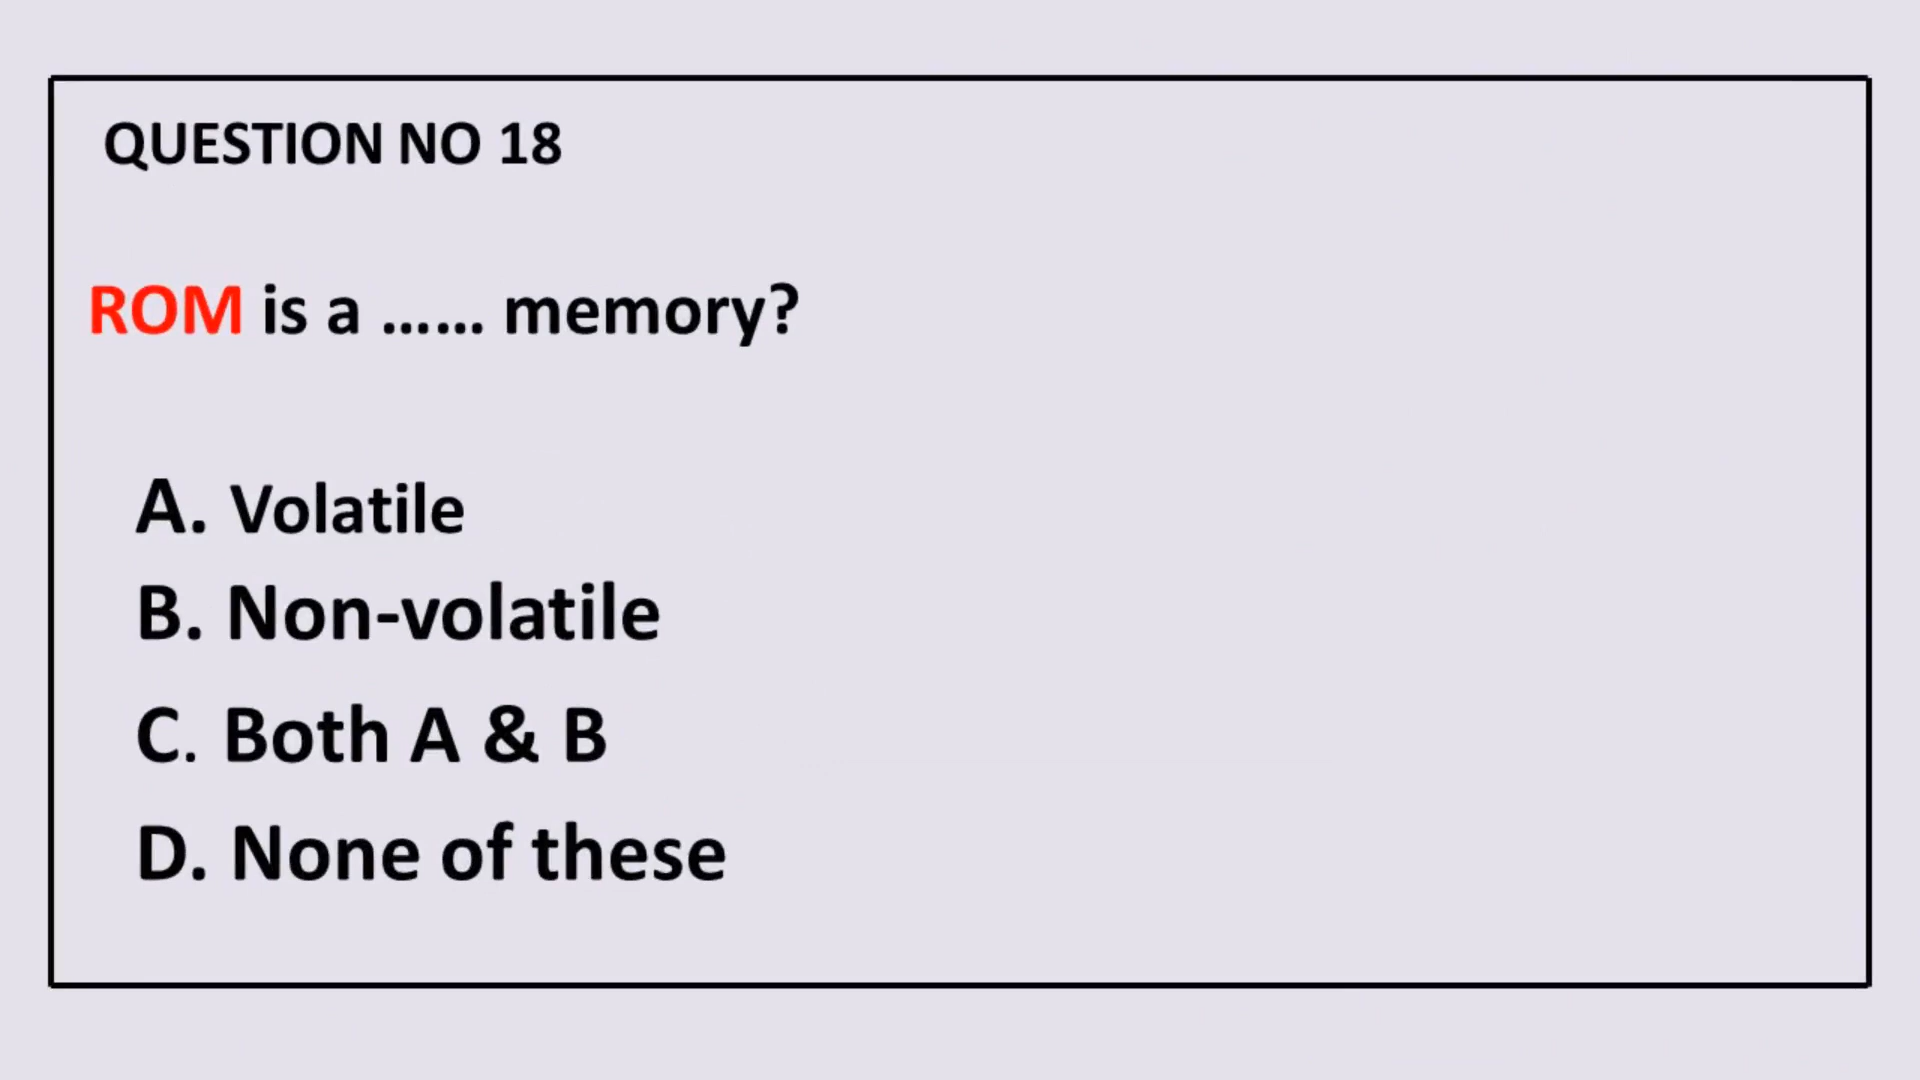 QUESTION NO 18
ROM is a ...... memory?
A. Volatile
B. Non-volatile
C. Both A & B
D. None of these